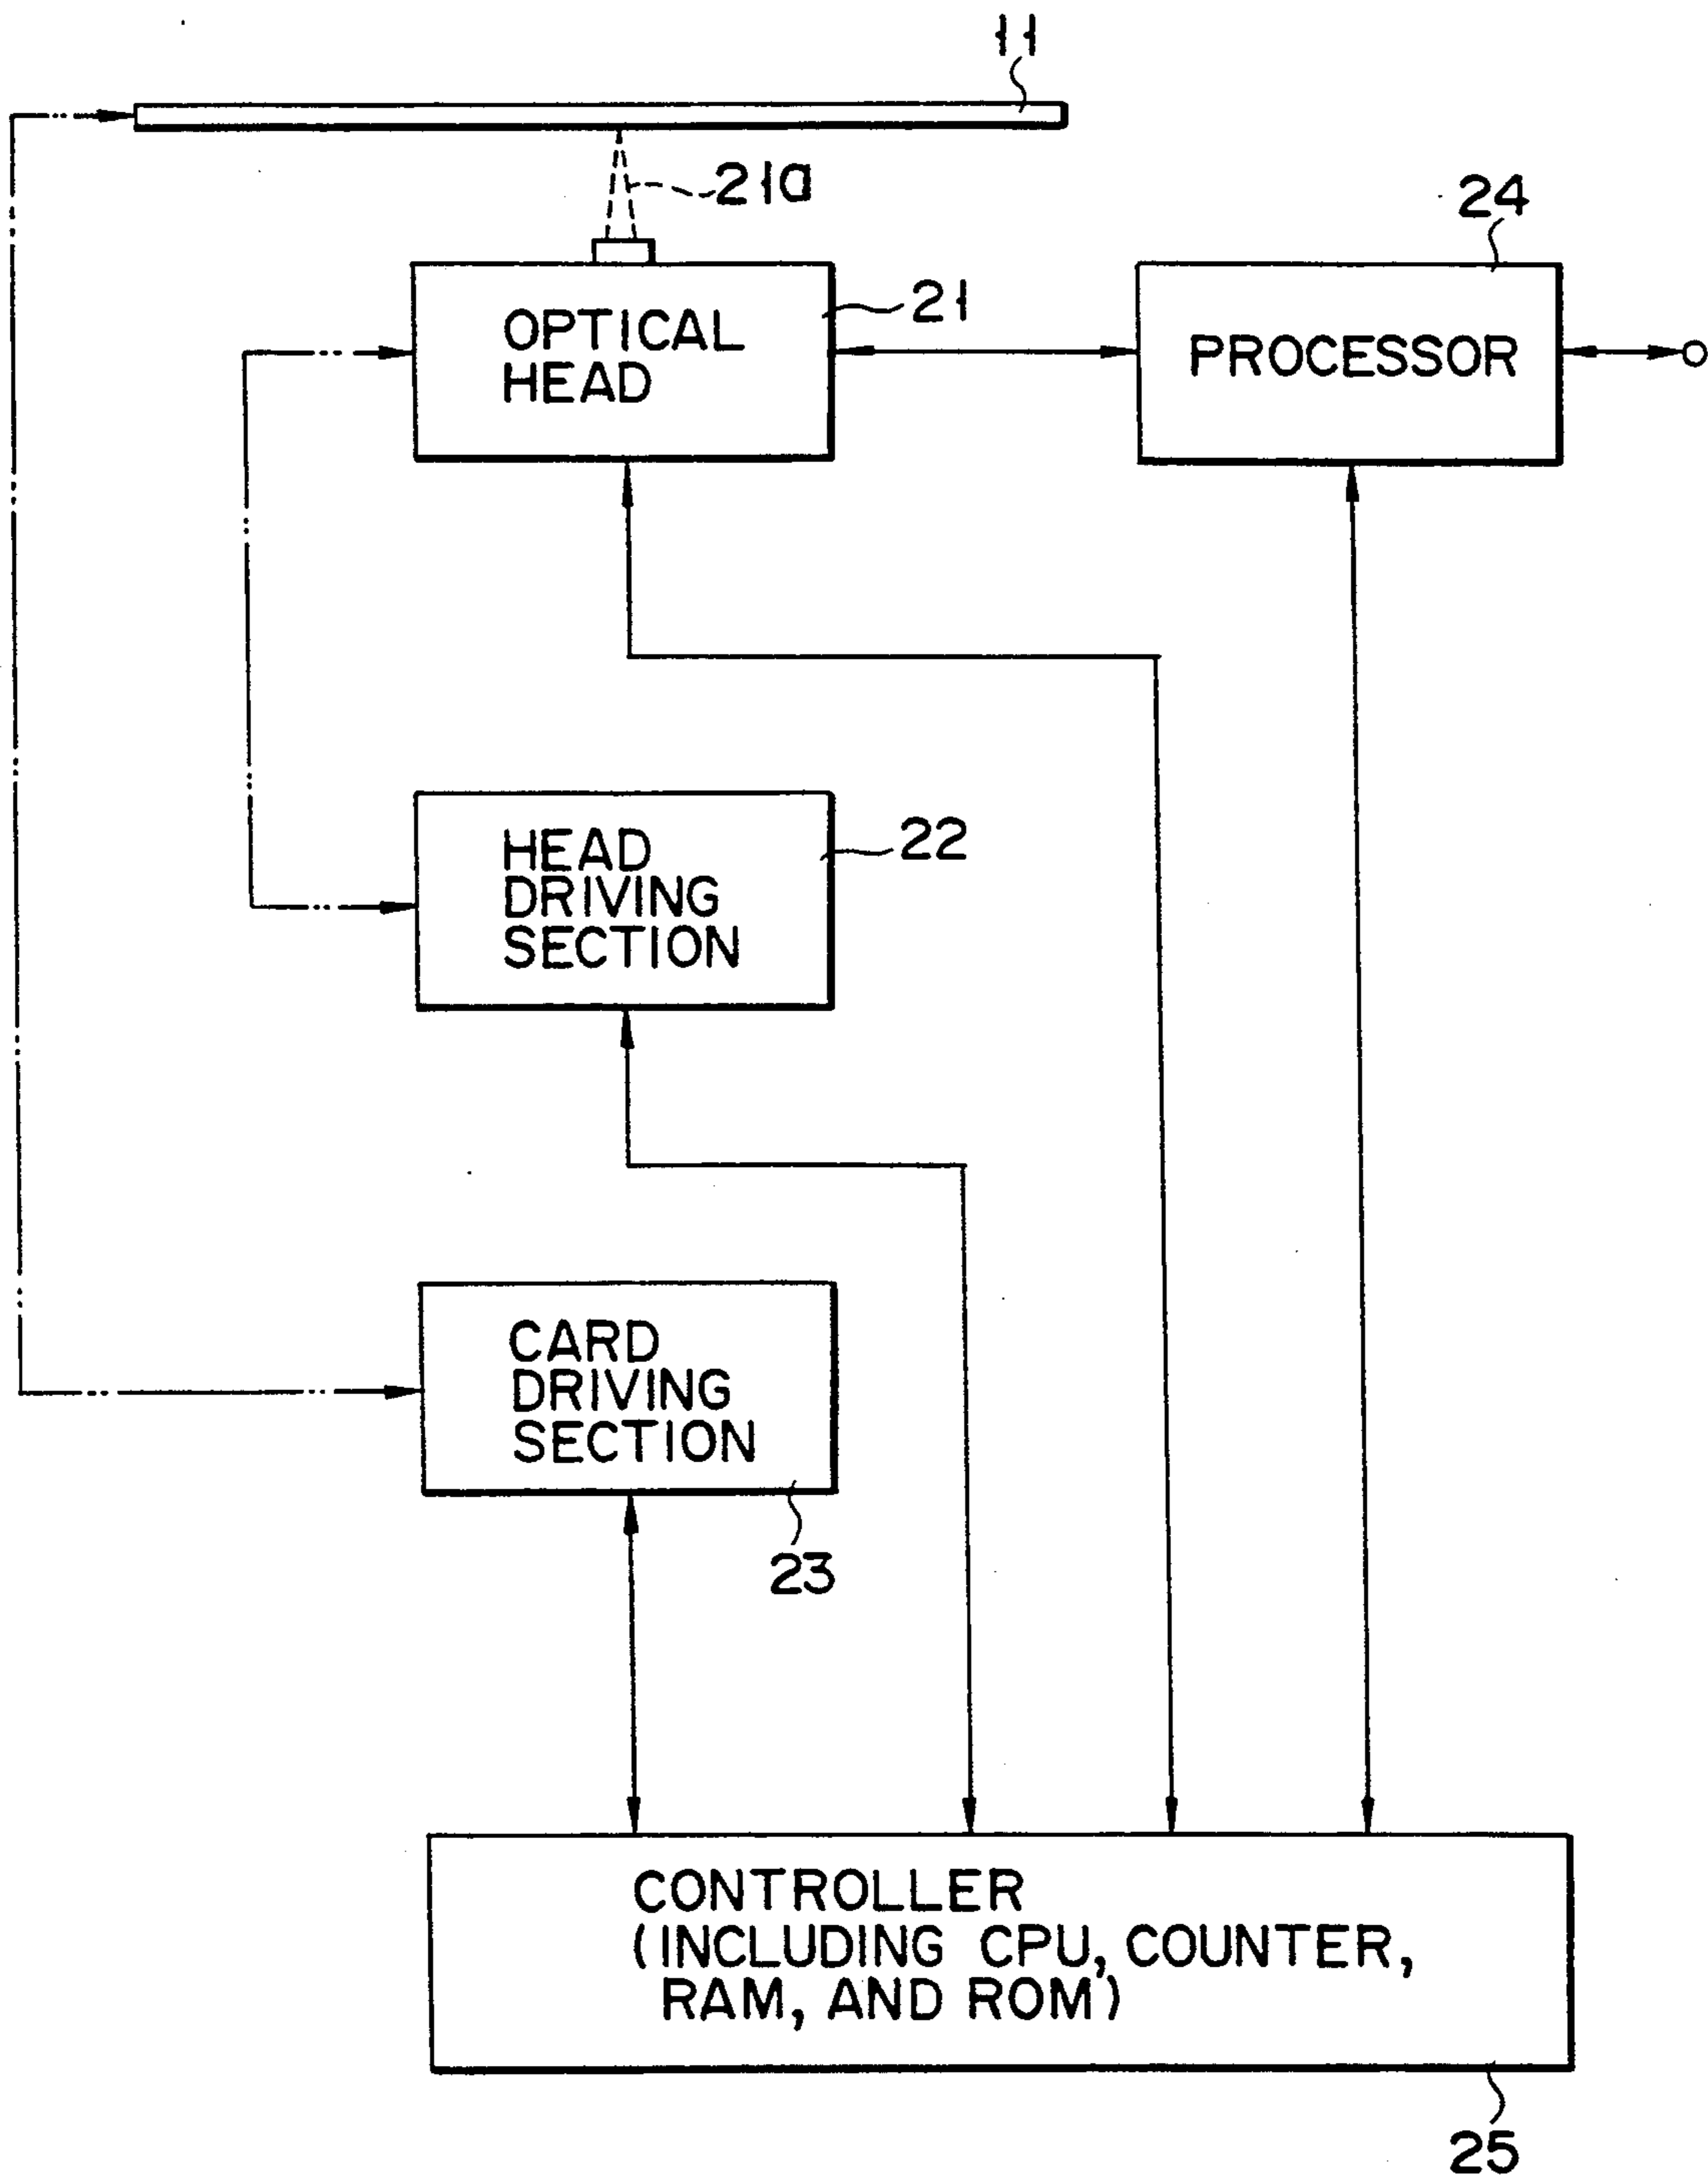 11
21a
24
21
OPTICAL
HEAD
PROCESSOR
22
HEAD
DRIVING
SECTION
CARD
DRIVING
SECTION
23
CONTROLLER
(INCLUDING CPU, COUNTER,
RAM, AND ROM)
25